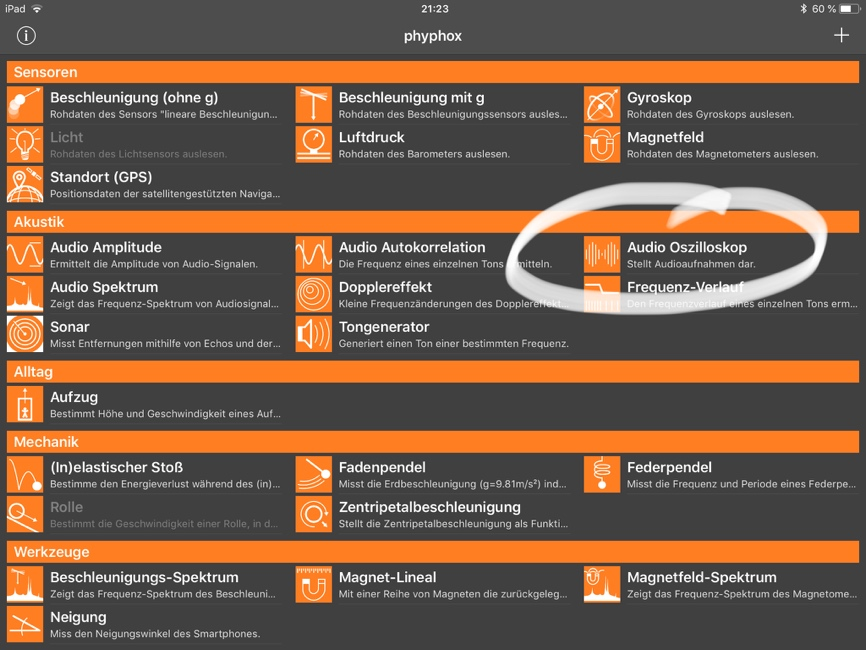 iPad 21:23 60 %
phyphox
Sensoren
Beschleunigung (ohne g) Beschleunigung mit g Gyroskop
Rohdaten des Sensors "lineare Beschleunigun... Rohdaten des Beschleunigungssensors ausles... Rohdaten des Gyroskops auslesen.
Licht Luftdruck Magnetfeld
Rohdaten des Lichtsensors auslesen. Rohdaten des Barometers auslesen. Rohdaten des Magnetometers auslesen.
Standort (GPS)
Positionsdaten der satellitengestützten Naviga...
Akustik
Audio Amplitude Audio Autokorrelation Audio Oszilloskop
Ermittelt die Amplitude von Audio-Signalen. Die Frequenz eines einzelnen Tons ermitteln. Stellt Audioaufnahmen dar.
Audio Spektrum Dopplereffekt Frequenz-Verlauf
Zeigt das Frequenz-Spektrum von Audiosignal... Kleine Frequenzänderungen des Dopplereffekt... Den Frequenzverlauf eines einzelnen Tons erm...
Sonar Tongenerator
Misst Entfernungen mithilfe von Echos und der... Generiert einen Ton einer bestimmten Frequenz.
Alltag
Aufzug
Bestimmt Höhe und Geschwindigkeit eines Auf...
Mechanik
(In)elastischer Stoß Fadenpendel Federpendel
Bestimme den Energieverlust während des (in)... Misst die Erdbeschleunigung (g=9.81m/s²) ind... Misst die Frequenz und Periode eines Federpe...
Rolle Zentripetalbeschleunigung
Bestimmt die Geschwindigkeit einer Rolle, in d... Stellt die Zentripetalbeschleunigung als Funkti...
Werkzeuge
Beschleunigungs-Spektrum Magnet-Lineal Magnetfeld-Spektrum
Zeigt das Frequenz-Spektrum des Beschleuni... Mit einer Reihe von Magneten die zurückgeleg... Zeigt das Frequenz-Spektrum des Magnetome...
Neigung
Miss den Neigungswinkel des Smartphones.